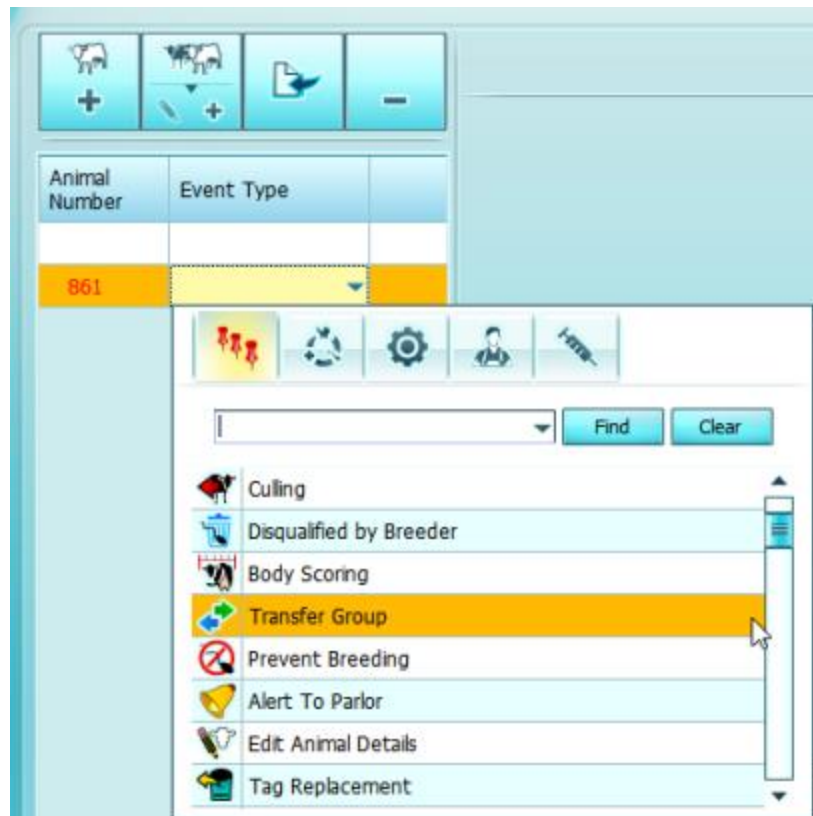 Animal
Number
Event Type
861
Find
Clear
Culling
Disqualified by Breeder
Body Scoring
Transfer Group
Prevent Breeding
Alert To Parlor
Edit Animal Details
Tag Replacement